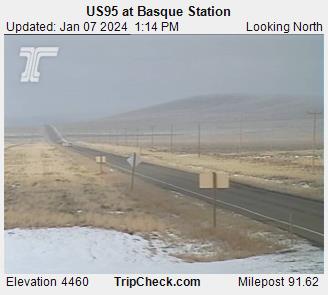 US95 at Basque Station
Updated: Jan 07 2024 1:14 PM Looking North
Elevation 4460 TripCheck.com Milepost 91.62